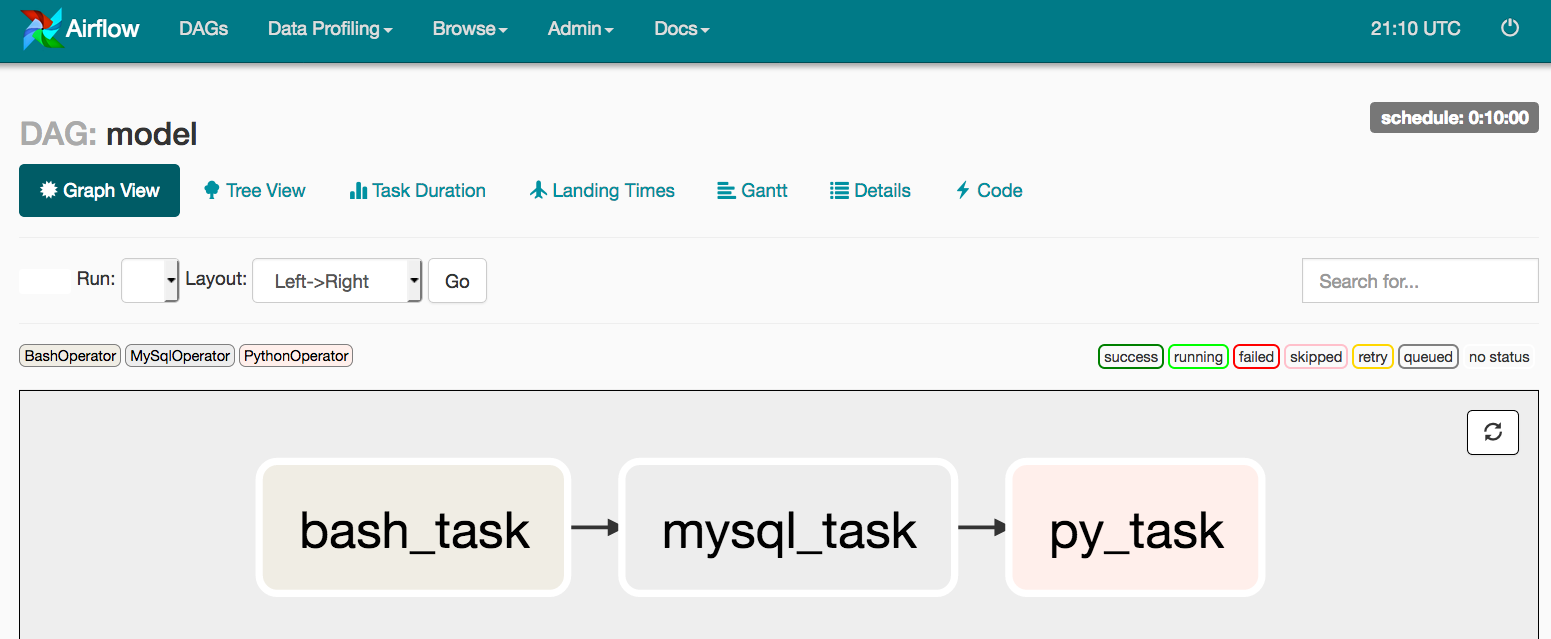 Airflow DAGs Data Profiling Browse Admin Docs 21:10 UTC
schedule: 0:10:00
DAG: model
Graph View Tree View Task Duration Landing Times Gantt Details Code
Run: Layout: Left->Right Go Search for...
BashOperator MySqlOperator PythonOperator success running failed skipped retry queued no status
bash_task mysql_task py_task